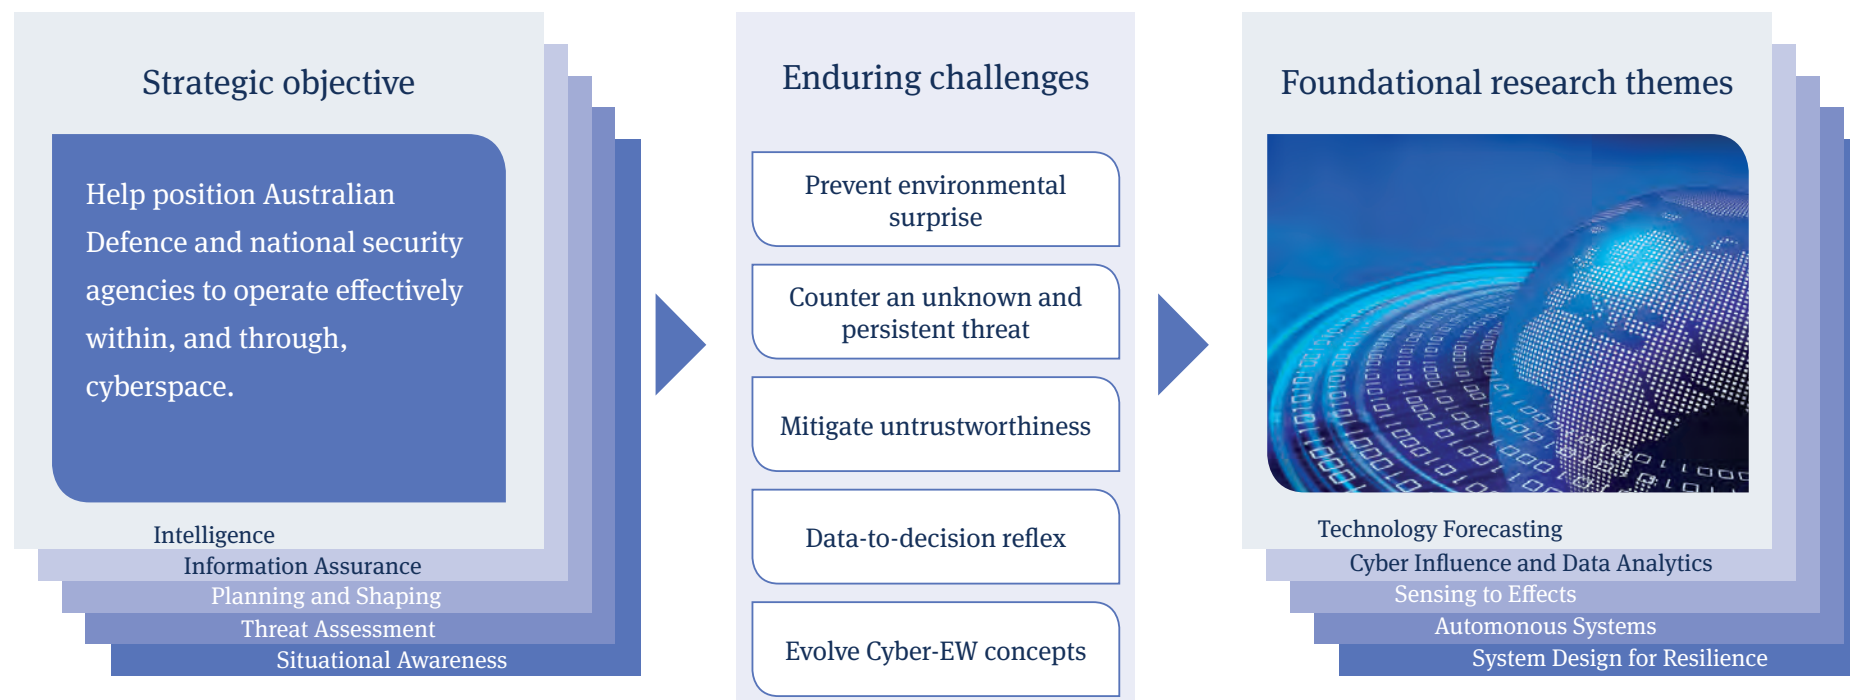 Strategic objective
Help position Australian
Defence and national security
agencies to operate effectively
within, and through,
cyberspace.
Intelligence
Information Assurance
Planning and Shaping
Threat Assessment
Situational Awareness
Enduring challenges
Prevent environmental
surprise
Counter an unknown and
persistent threat
Mitigate untrustworthiness
Data-to-decision reflex
Evolve Cyber-EW concepts
Foundational research themes
Technology Forecasting
Cyber Influence and Data Analytics
Sensing to Effects
Automonous Systems
System Design for Resilience